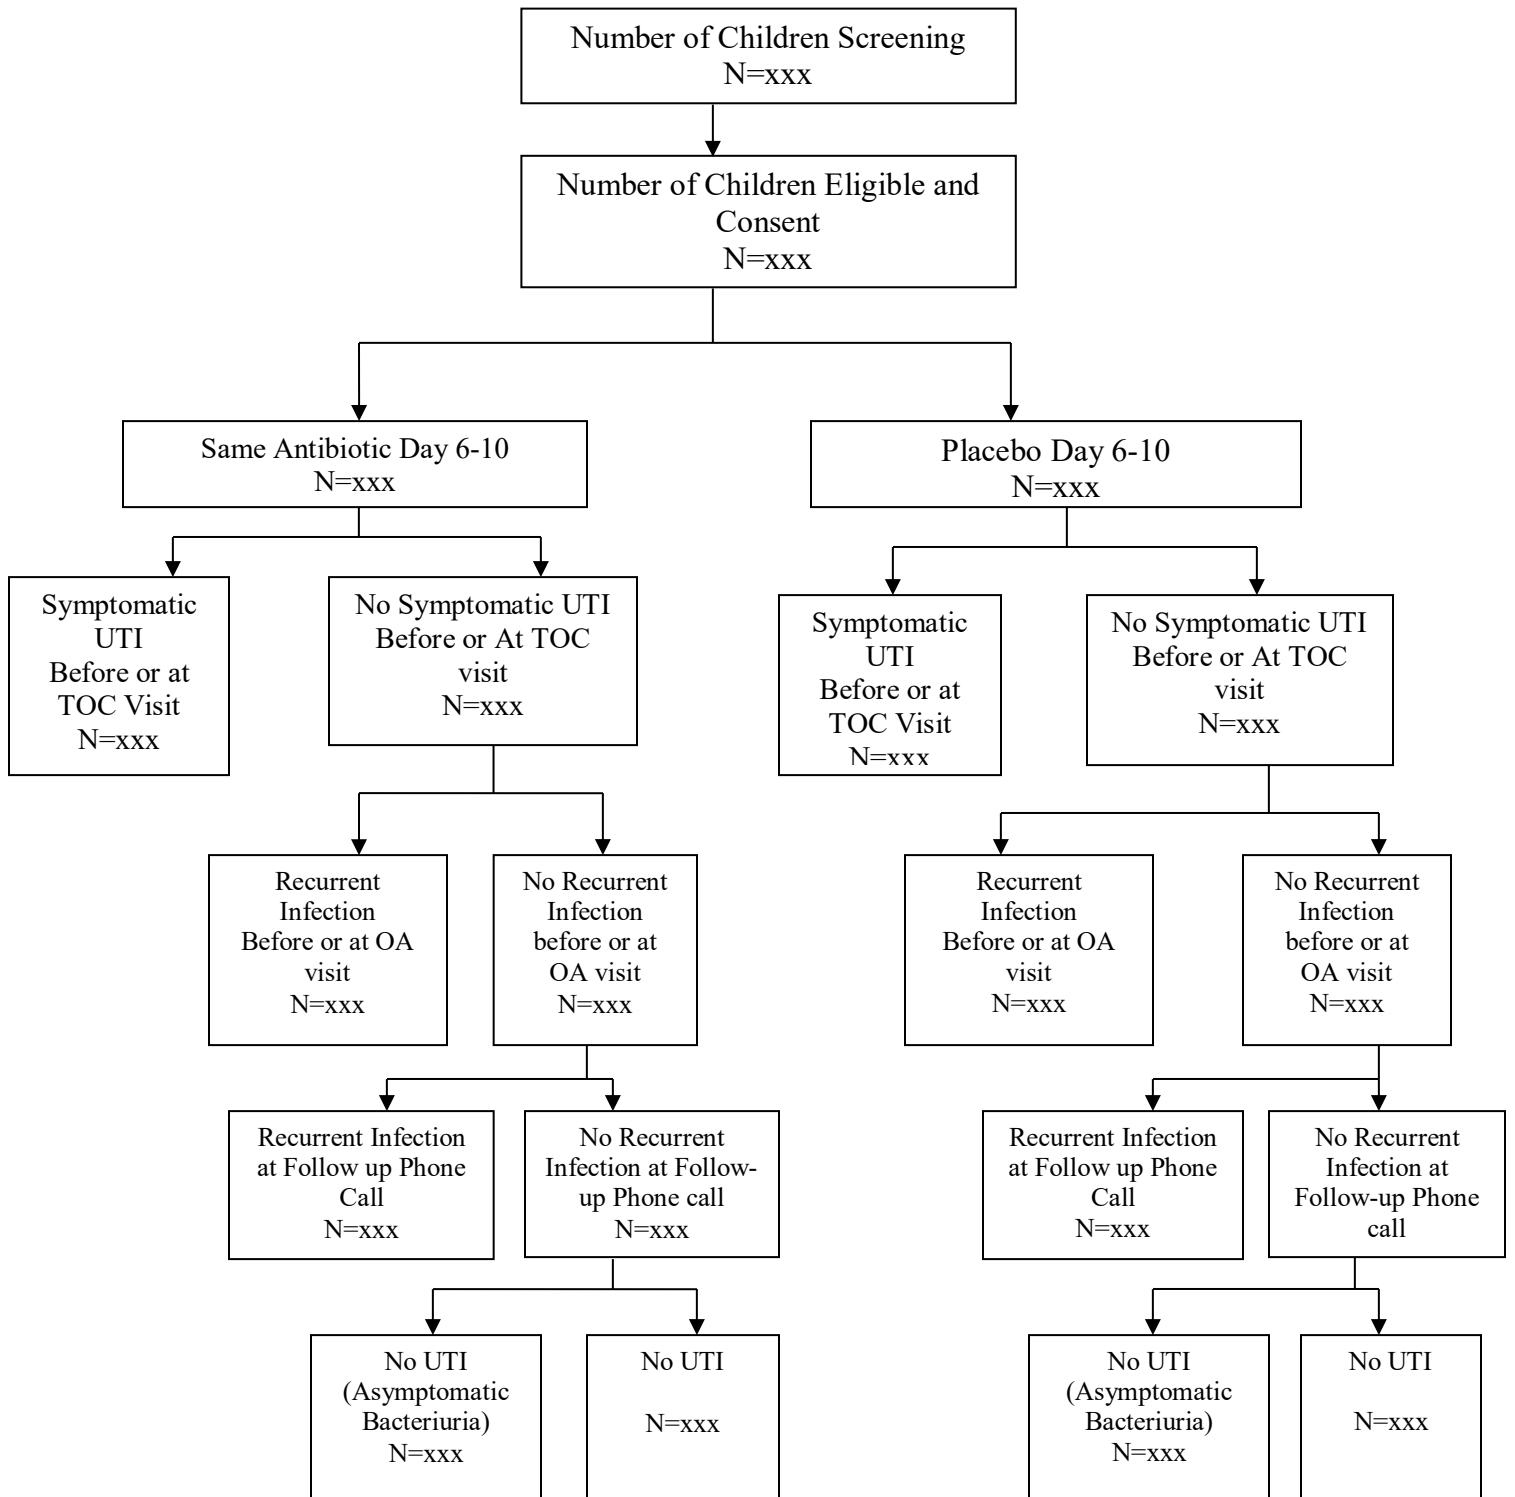 Number of Children Screening
N=xxx
Number of Children Eligible and
Consent
N=xxx
Same Antibiotic Day 6-10
N=xxx
Placebo Day 6-10
N=xxx
Symptomatic
UTI
Before or at
TOC Visit
N=xxx
No Symptomatic UTI
Before or At TOC
visit
N=xxx
Symptomatic
UTI
Before or at
TOC Visit
N=xxx
No Symptomatic UTI
Before or At TOC
visit
N=xxx
Recurrent
Infection
Before or at OA
visit
N=xxx
No Recurrent
Infection
before or at
OA visit
N=xxx
Recurrent
Infection
Before or at OA
visit
N=xxx
No Recurrent
Infection
before or at
OA visit
N=xxx
Recurrent Infection
at Follow up Phone
Call
N=xxx
No Recurrent
Infection at Follow-
up Phone call
N=xxx
Recurrent Infection
at Follow up Phone
Call
N=xxx
No Recurrent
Infection at
Follow-up Phone
call
No UTI
(Asymptomatic
Bacteriuria)
N=xxx
No UTI
N=xxx
No UTI
(Asymptomatic
Bacteriuria)
N=xxx
No UTI
N=xxx